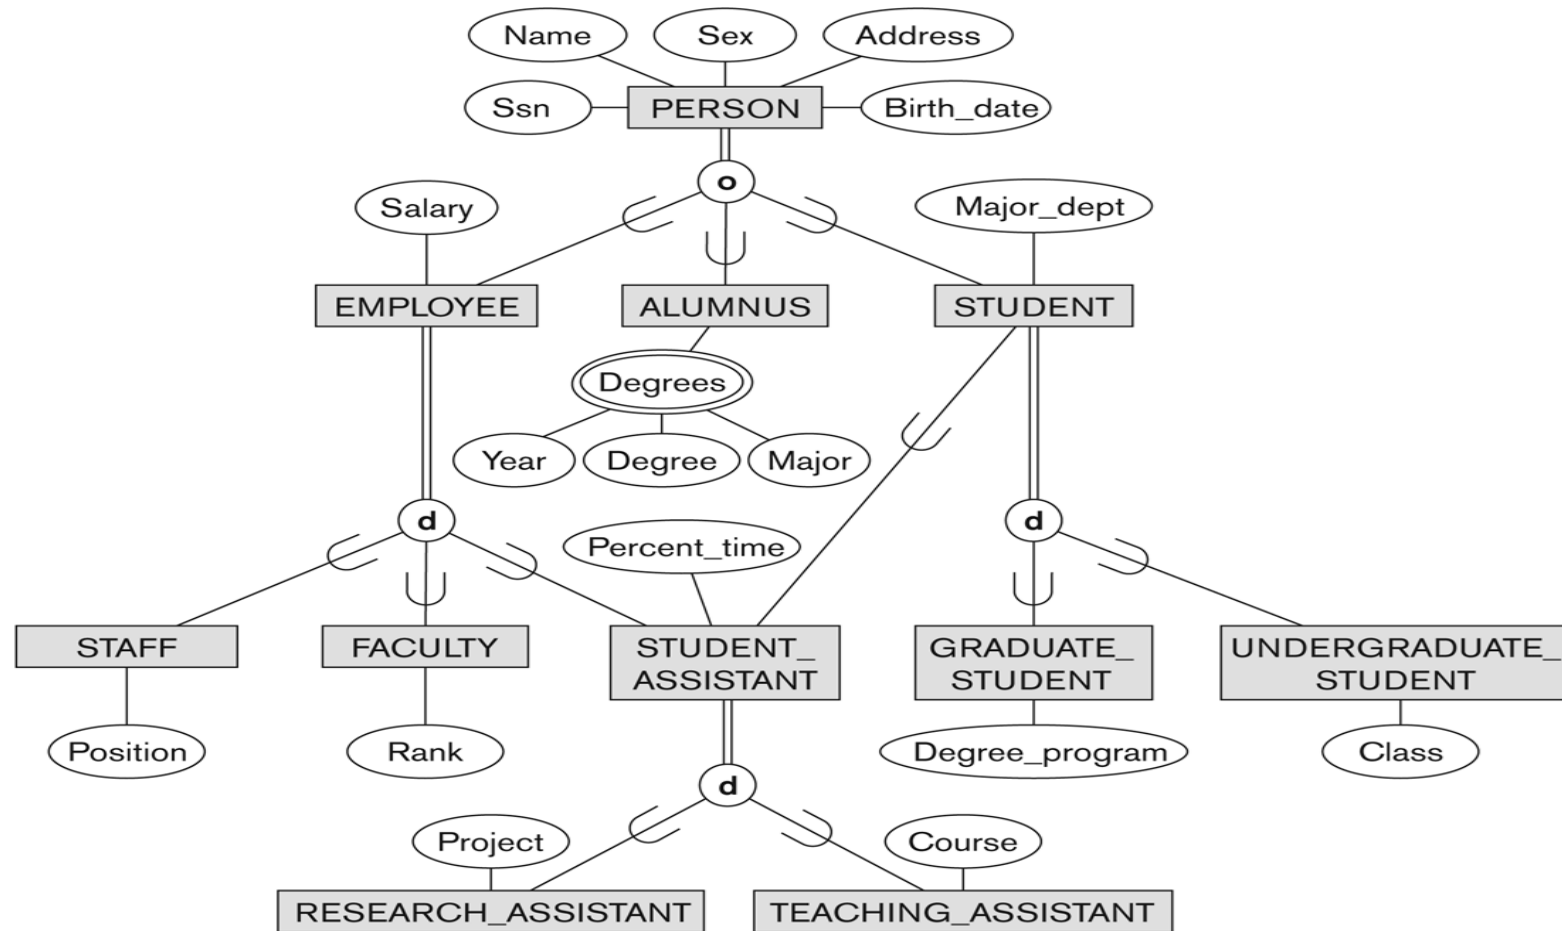 Name Sex Address
Ssn PERSON Birth_date
o
Salary Major_dept
EMPLOYEE ALUMNUS STUDENT
Degrees
Year Degree Major
d d
Percent_time
STAFF FACULTY STUDENT_ GRADUATE_ UNDERGRADUATE_
ASSISTANT STUDENT STUDENT
Position Rank Degree_program Class
d
Project Course
RESEARCH_ASSISTANT TEACHING_ASSISTANT